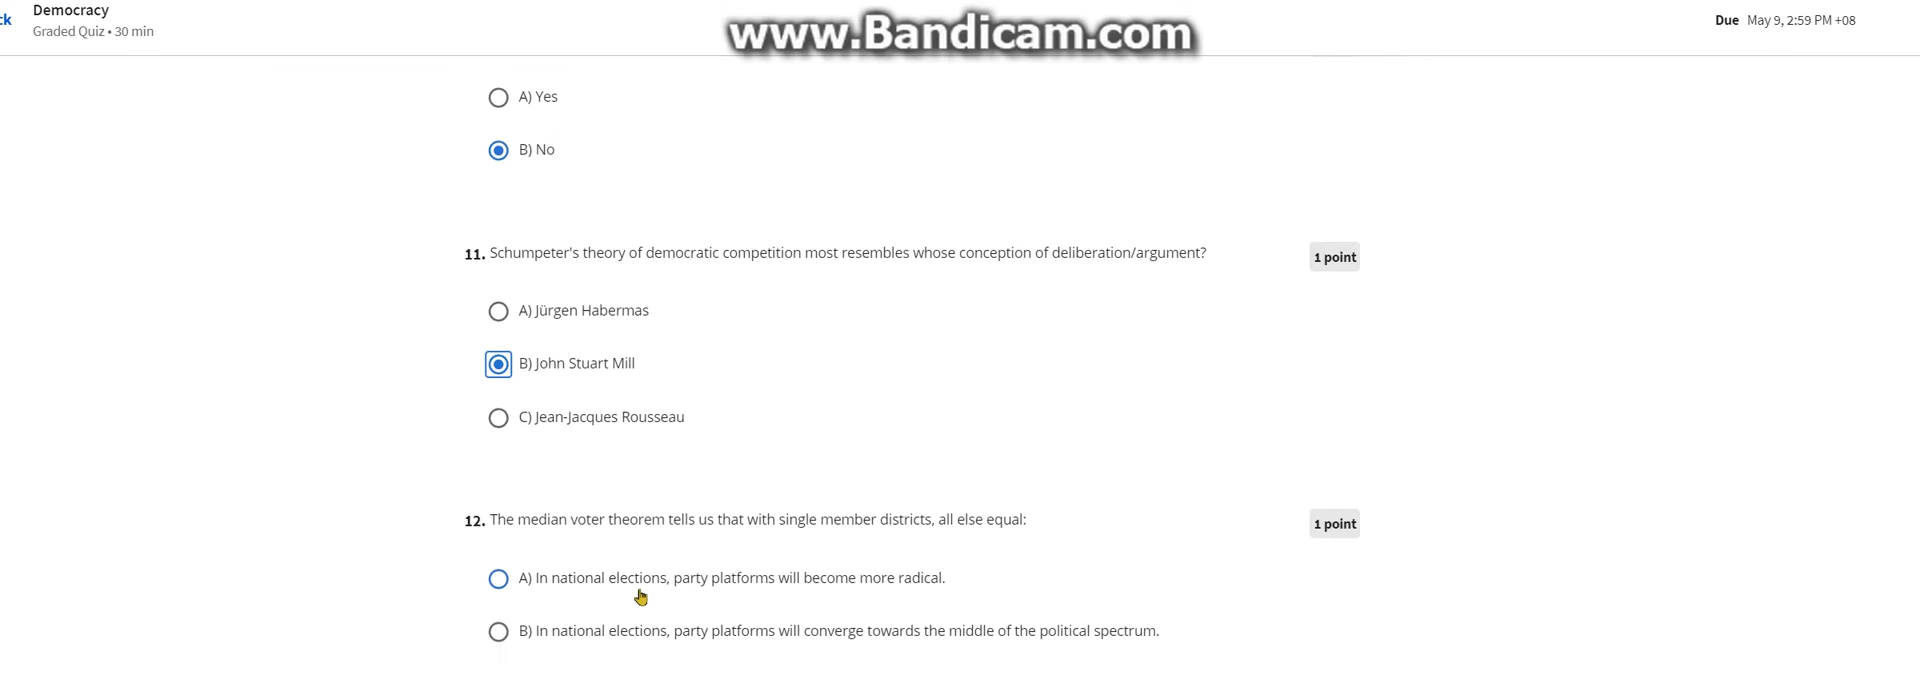 Democracy
ck
Graded Quiz • 30 min
www.Bandicam.com
Due May 9, 2:59 PM +08
A) Yes
B) No
11. Schumpeter's theory of democratic competition most resembles whose conception of deliberation/argument?
1 point
A) Jürgen Habermas
B) John Stuart Mill
C) Jean-Jacques Rousseau
12. The median voter theorem tells us that with single member districts, all else equal:
1 point
A) In national elections, party platforms will become more radical.
B) In national elections, party platforms will converge towards the middle of the political spectrum.